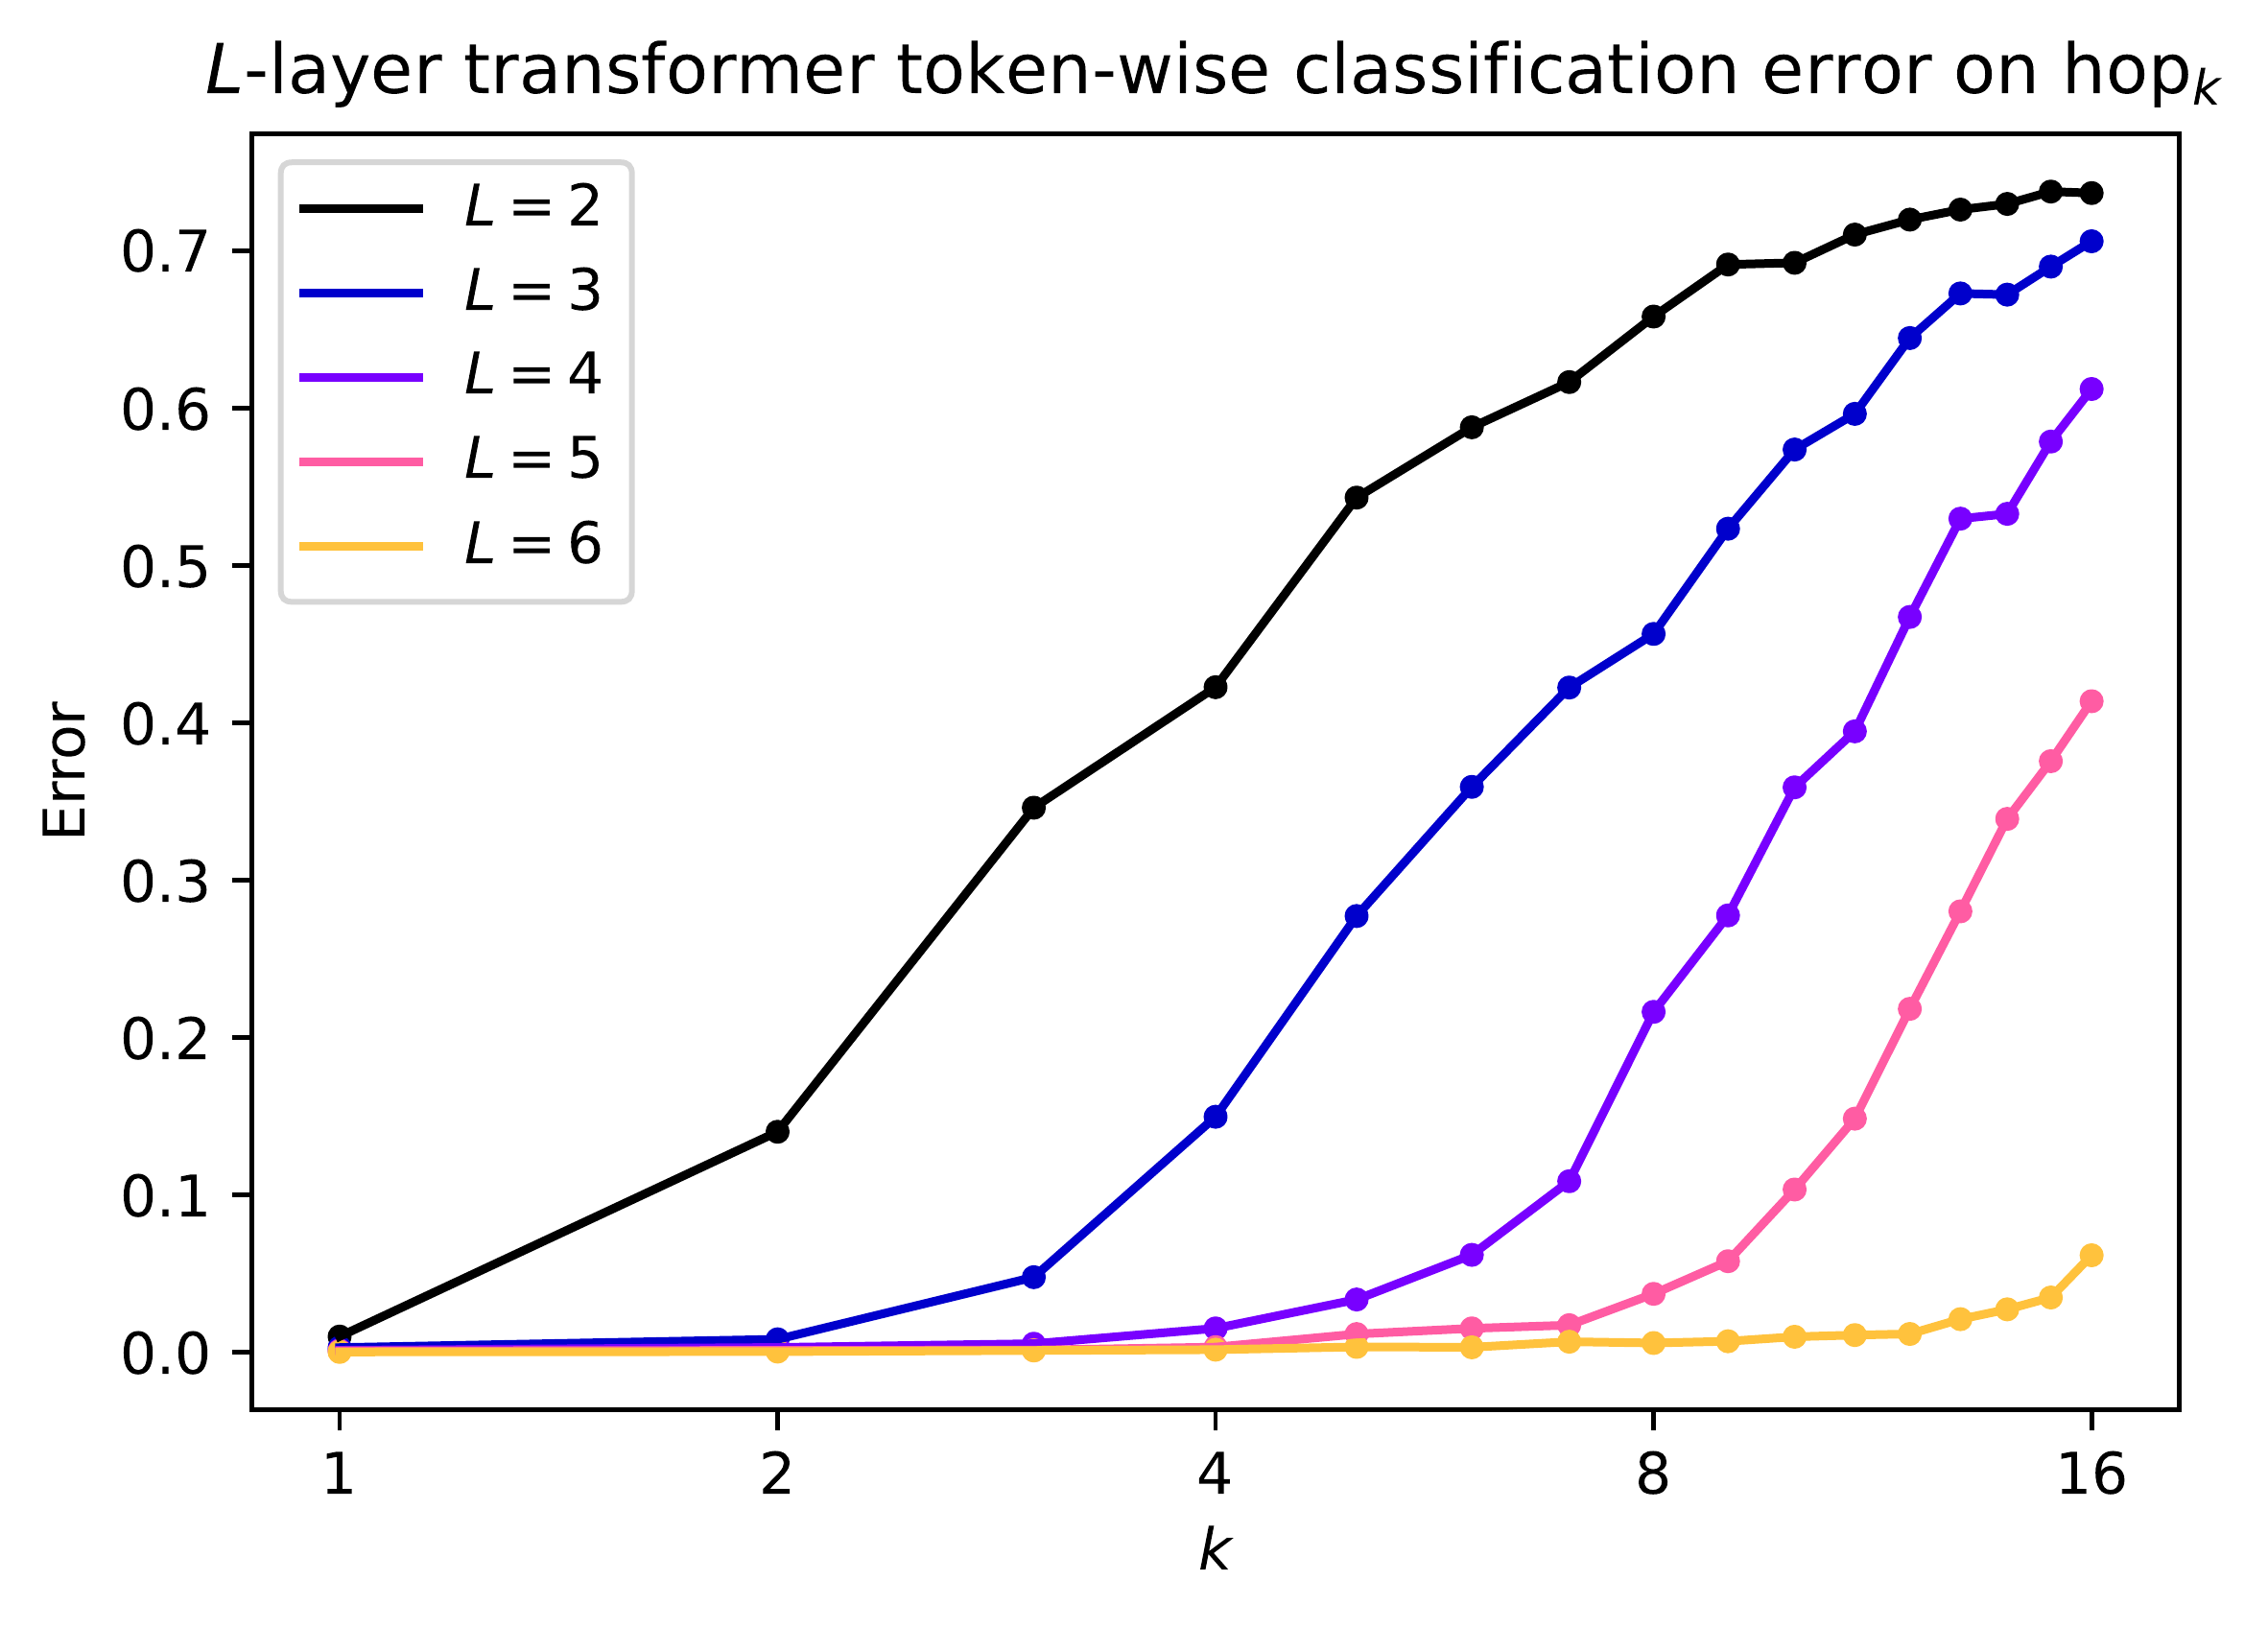 L-layer transformer token-wise classification error on hopₖ
L = 2
L = 3
L = 4
L = 5
L = 6
Error
0.7
0.6
0.5
0.4
0.3
0.2
0.1
0.0
1 2 4 8 16
k